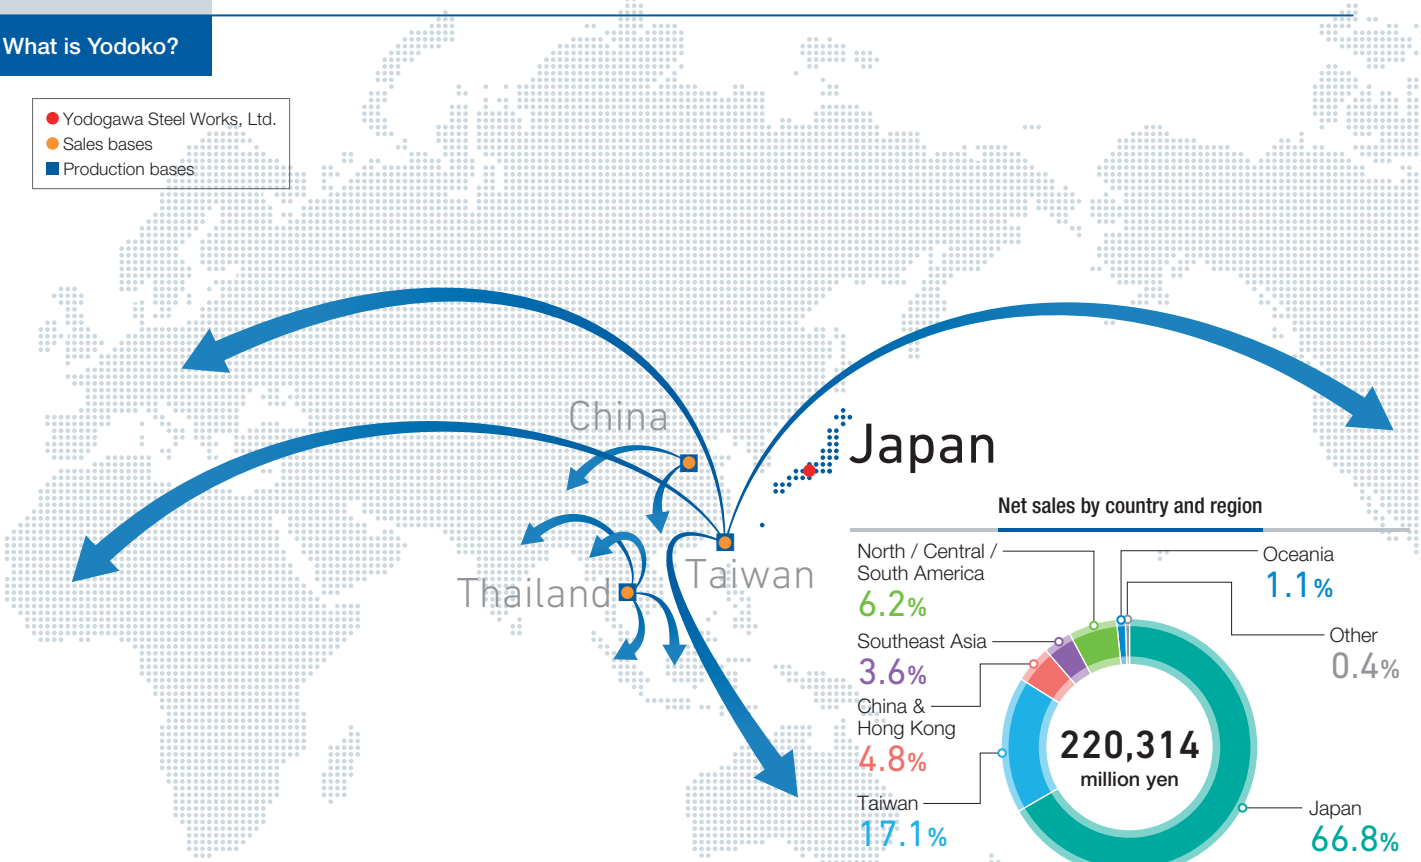 What is Yodoko?
Yodogawa Steel Works, Ltd.
Sales bases
Production bases
China
Japan
Taiwan
Thailand
Net sales by country and region
North / Central /
South America
6.2%
Southeast Asia
3.6%
China &
Hong Kong
4.8%
Taiwan
17.1%
Oceania
1.1%
Other
0.4%
220,314
million yen
Japan
66.8%